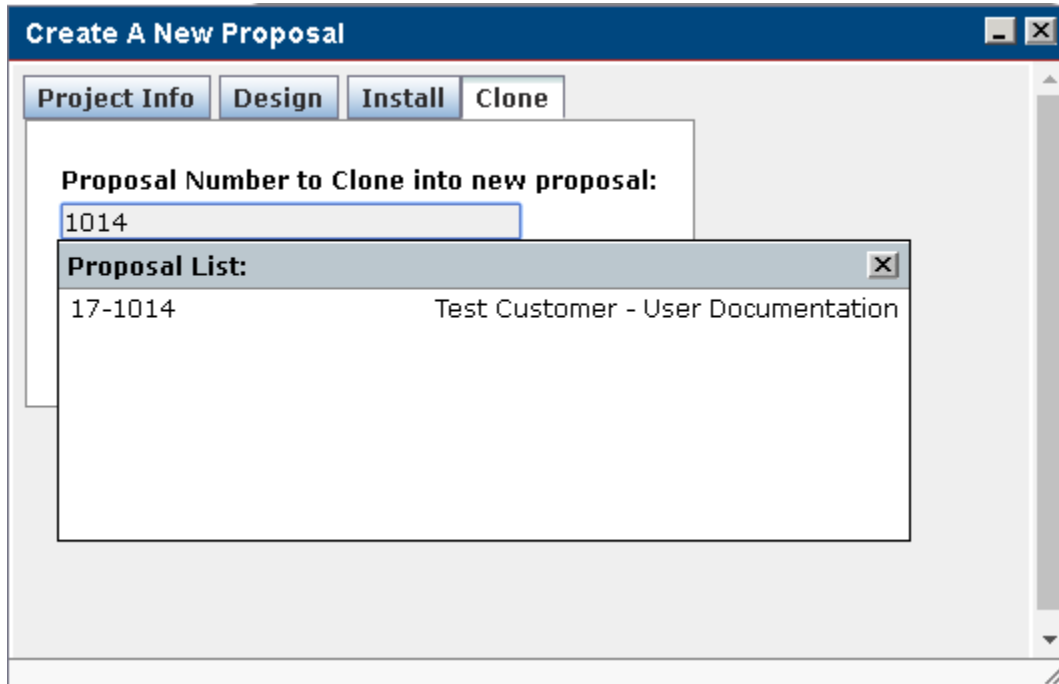 Create A New Proposal
Project Info Design Install Clone
Proposal Number to Clone into new proposal:
1014
Proposal List:
17-1014 Test Customer - User Documentation